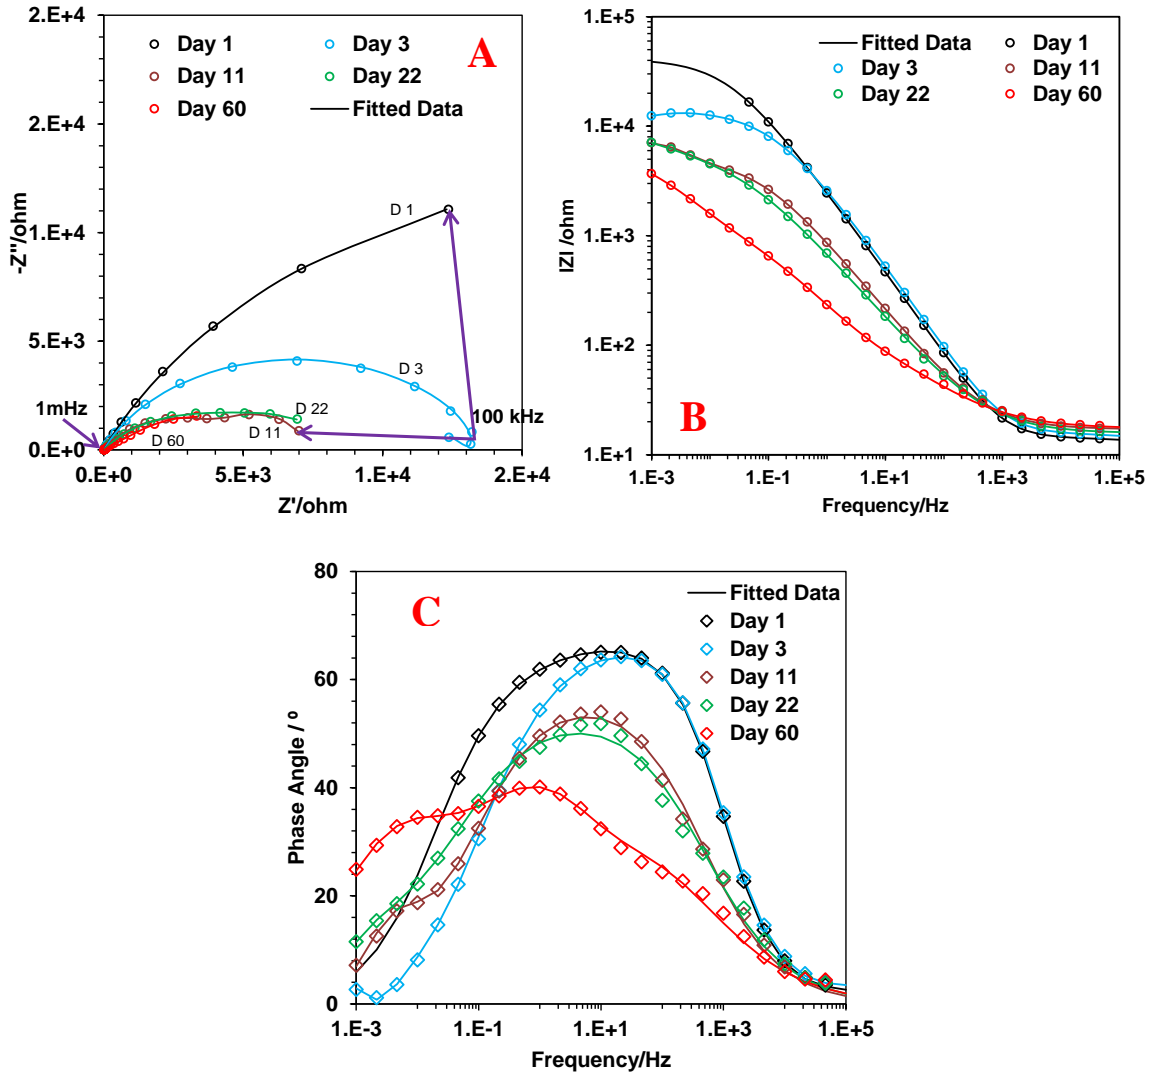 2.E+4
2.E+4
1.E+4
5.E+3
0.E+0
-Z''/ohm
Day 1
Day 3
Day 11
Day 22
Day 60
Fitted Data
A
D 1
D 3
D 22
D 11
D 60
100 kHz
1mHz
0.E+0
5.E+3
1.E+4
2.E+4
Z'/ohm
1.E+5
1.E+4
1.E+3
1.E+2
1.E+1
IZI /ohm
Fitted Data
Day 1
Day 3
Day 11
Day 22
Day 60
B
1.E-3
1.E-1
1.E+1
1.E+3
1.E+5
Frequency/Hz
80
60
40
20
0
Phase Angle / º
C
Fitted Data
Day 1
Day 3
Day 11
Day 22
Day 60
1.E-3
1.E-1
1.E+1
1.E+3
1.E+5
Frequency/Hz